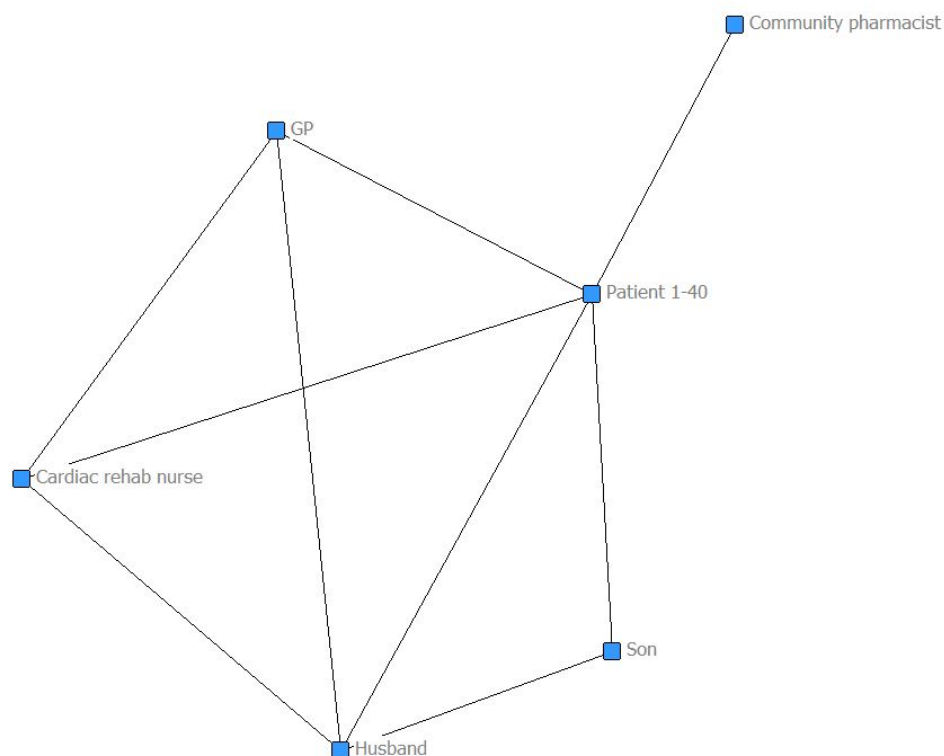 Community pharmacist
GP
Patient 1-40
Cardiac rehab nurse
Son
Husband